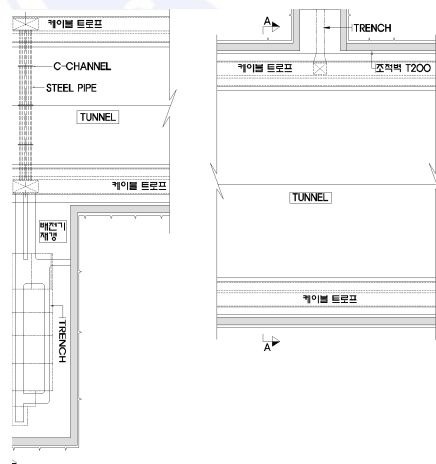 케이블 트로프
C-CHANNEL
STEEL PIPE
TUNNEL
케이블 트로프
배전기
재갱
TRENCH
A
TRENCH
케이블 트로프
조적벽 T200
TUNNEL
케이블 트로프
A